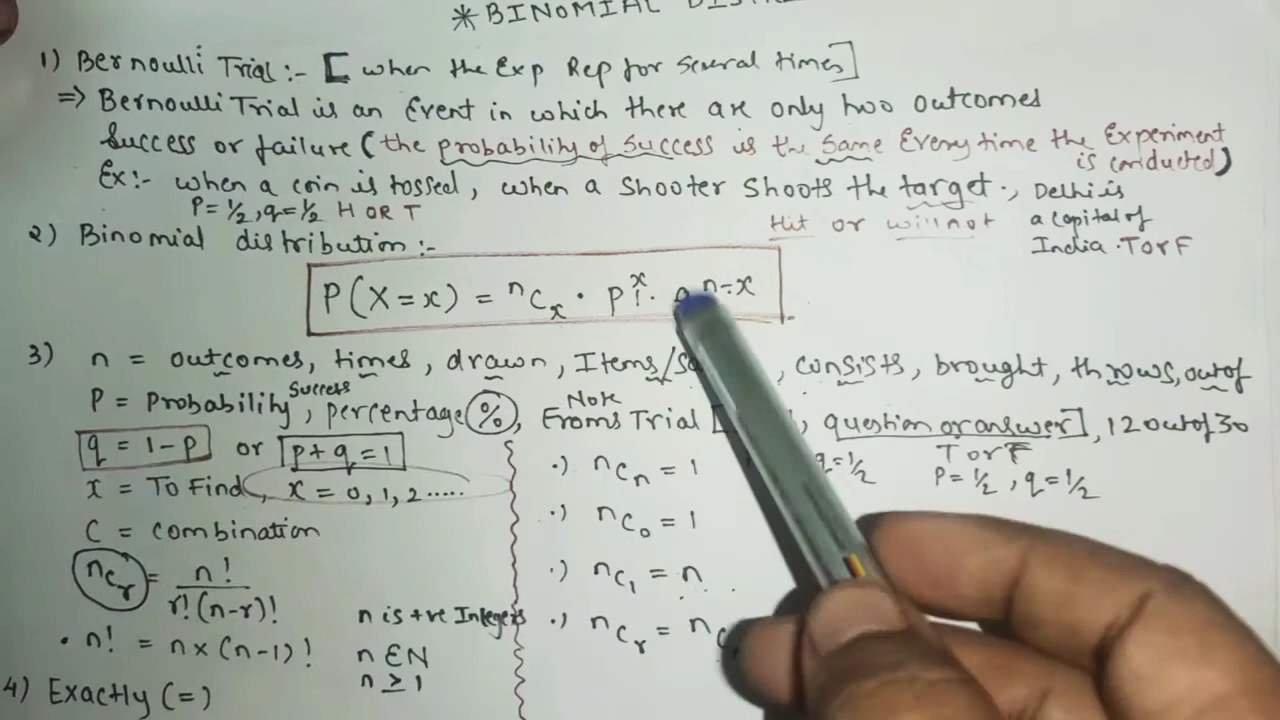 * BINOMIAL
1) Bernoulli Trial :- [ when the Exp Rep for several times]
=> Bernoulli Trial is an Event in which there are only two outcomes
Success or failure ( the probability of success is the same Every time the Experiment is conducted)
Ex:- when a coin is tossed, when a shooter shoots the target., Delhi is a capital of India. T or F
P=1/2, q=1/2 H OR T
Hit or will not
2) Binomial distribution :-
P(X=x) = nCx . p^x . q^n-x
3) n = outcomes, times, drawn, Items/ , consists, brought, throws, out of
P = Probability Success, percentage (%),
q = 1-p or p+q=1
x = To Find, x = 0, 1, 2 .....
C = combination
nCr = n! / r!(n-r)!
• n! = n x (n-1)!
n is +ve Integers
n ∈ N
n ≥ 1
Note
Froms Trial [ , question or answer], 12 out of 30
T or F
q=1/2 P=1/2, q=1/2
.) nCn = 1
.) nC0 = 1
.) nC1 = n
.) nCr = nC
4) Exactly (=)